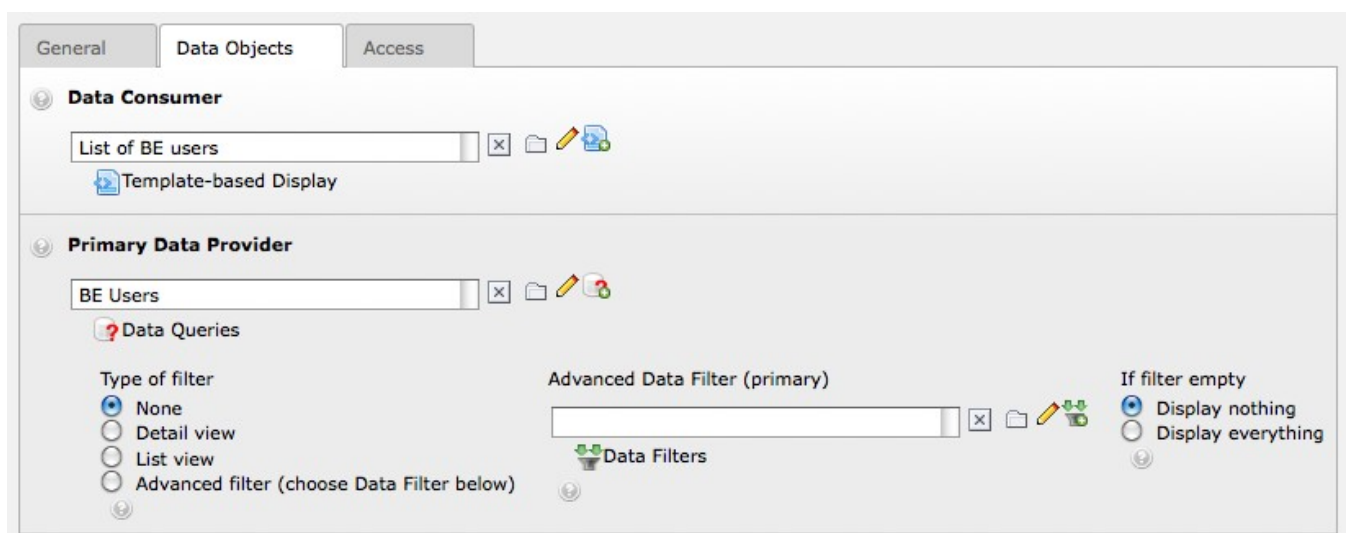 General Data Objects Access
Data Consumer
List of BE users
Template-based Display
Primary Data Provider
BE Users
Data Queries
Type of filter Advanced Data Filter (primary) If filter empty
None Display nothing
Detail view Display everything
List view Data Filters
Advanced filter (choose Data Filter below)